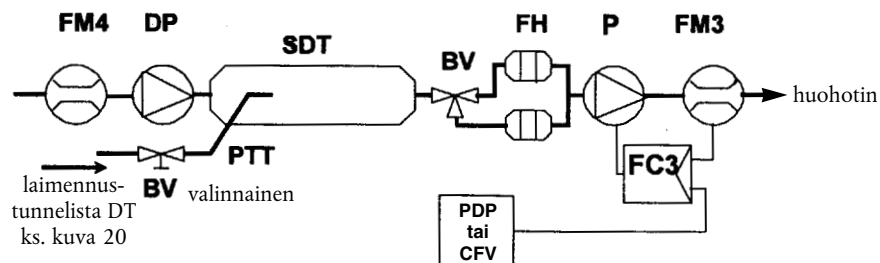 FM4 DP SDT BV FH P FM3
huohotin
PTT
BV valinnainen
laimennus-
tunnelista DT
ks. kuva 20
FC3
PDP
tai
CFV